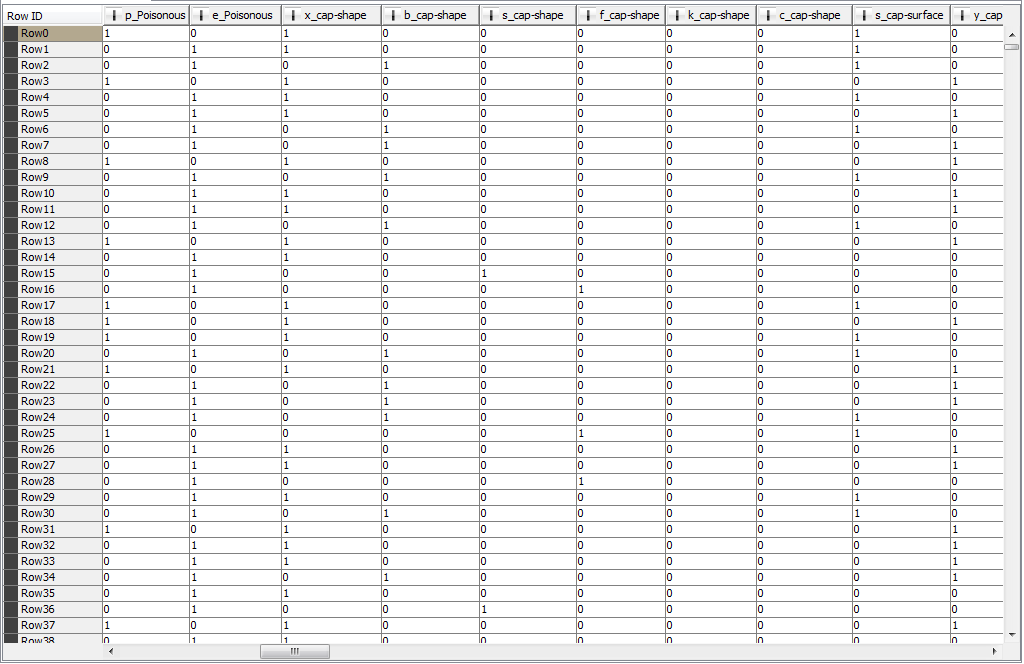 Row ID p_Poisonous e_Poisonous x_cap-shape b_cap-shape s_cap-shape f_cap-shape k_cap-shape c_cap-shape s_cap-surface y_cap
Row0 1 0 1 0 0 0 0 0 1 0
Row1 0 1 1 0 0 0 0 0 1 0
Row2 0 1 0 1 0 0 0 0 1 0
Row3 1 0 1 0 0 0 0 0 0 1
Row4 0 1 1 0 0 0 0 0 1 0
Row5 0 1 1 0 0 0 0 0 0 1
Row6 0 1 0 1 0 0 0 0 1 0
Row7 0 1 0 1 0 0 0 0 0 1
Row8 1 0 1 0 0 0 0 0 0 1
Row9 0 1 0 1 0 0 0 0 1 0
Row10 0 1 1 0 0 0 0 0 0 1
Row11 0 1 1 0 0 0 0 0 0 1
Row12 0 1 0 1 0 0 0 0 1 0
Row13 1 0 1 0 0 0 0 0 0 1
Row14 0 1 1 0 0 0 0 0 0 0
Row15 0 1 0 0 1 0 0 0 0 0
Row16 0 1 0 0 0 1 0 0 0 0
Row17 1 0 1 0 0 0 0 0 1 0
Row18 1 0 1 0 0 0 0 0 0 1
Row19 1 0 1 0 0 0 0 0 1 0
Row20 0 1 0 1 0 0 0 0 1 0
Row21 1 0 1 0 0 0 0 0 0 1
Row22 0 1 0 1 0 0 0 0 0 1
Row23 0 1 0 1 0 0 0 0 0 1
Row24 0 1 0 1 0 0 0 0 1 0
Row25 1 0 0 0 0 1 0 0 1 0
Row26 0 1 1 0 0 0 0 0 0 1
Row27 0 1 1 0 0 0 0 0 0 1
Row28 0 1 0 0 0 1 0 0 0 0
Row29 0 1 1 0 0 0 0 0 1 0
Row30 0 1 0 1 0 0 0 0 1 0
Row31 1 0 1 0 0 0 0 0 0 1
Row32 0 1 1 0 0 0 0 0 0 1
Row33 0 1 1 0 0 0 0 0 0 1
Row34 0 1 0 1 0 0 0 0 0 1
Row35 0 1 1 0 0 0 0 0 0 0
Row36 0 1 0 0 1 0 0 0 0 0
Row37 1 0 1 0 0 0 0 0 0 1
Row38 0 1 1 0 0 0 0 0 0 0